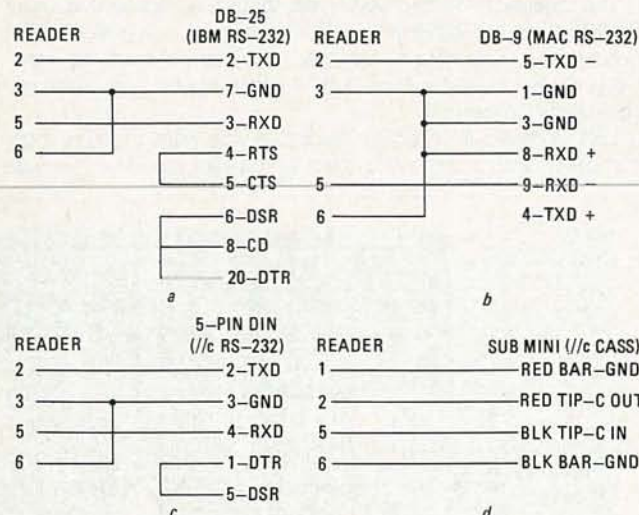 DB-25
READER (IBM RS-232)
2 2-TXD
3 7-GND
5 3-RXD
6 4-RTS
5-CTS
6-DSR
8-CD
20-DTR
a
READER DB-9 (MAC RS-232)
2 5-TXD -
3 1-GND
3-GND
8-RXD +
5 9-RXD -
6 4-TXD +
b
5-PIN DIN
READER (//c RS-232)
2 2-TXD
3 3-GND
5 4-RXD
6 1-DTR
5-DSR
c
READER SUB MINI (//c CASS)
1 RED BAR-GND
2 RED TIP-C OUT
5 BLK TIP-C IN
6 BLK BAR-GND
d